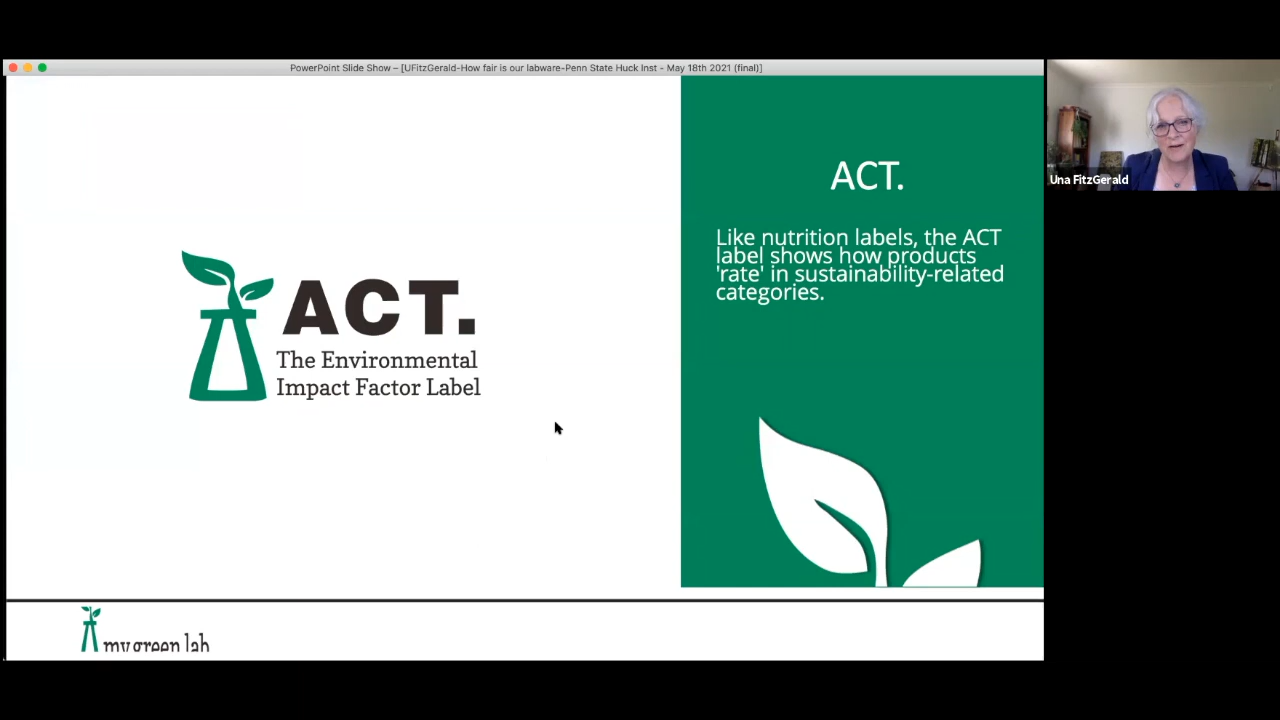 PowerPoint Slide Show – [UFitzGerald-How fair is our labware-Penn State Huck Inst - May 18th 2021 (final)]
ACT.
The Environmental
Impact Factor Label
ACT.
Like nutrition labels, the ACT
label shows how products
'rate' in sustainability-related
categories.
my green lab
Una FitzGerald